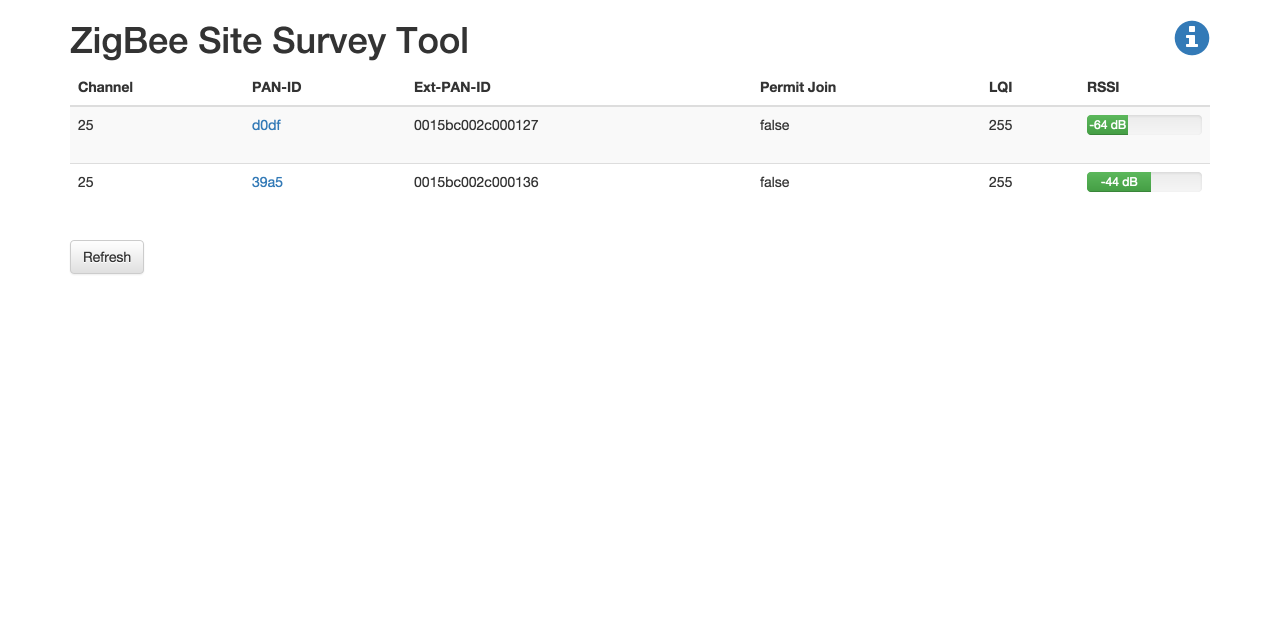 ZigBee Site Survey Tool
Channel PAN-ID Ext-PAN-ID Permit Join LQI RSSI
25 d0df 0015bc002c000127 false 255 -64 dB
25 39a5 0015bc002c000136 false 255 -44 dB
Refresh